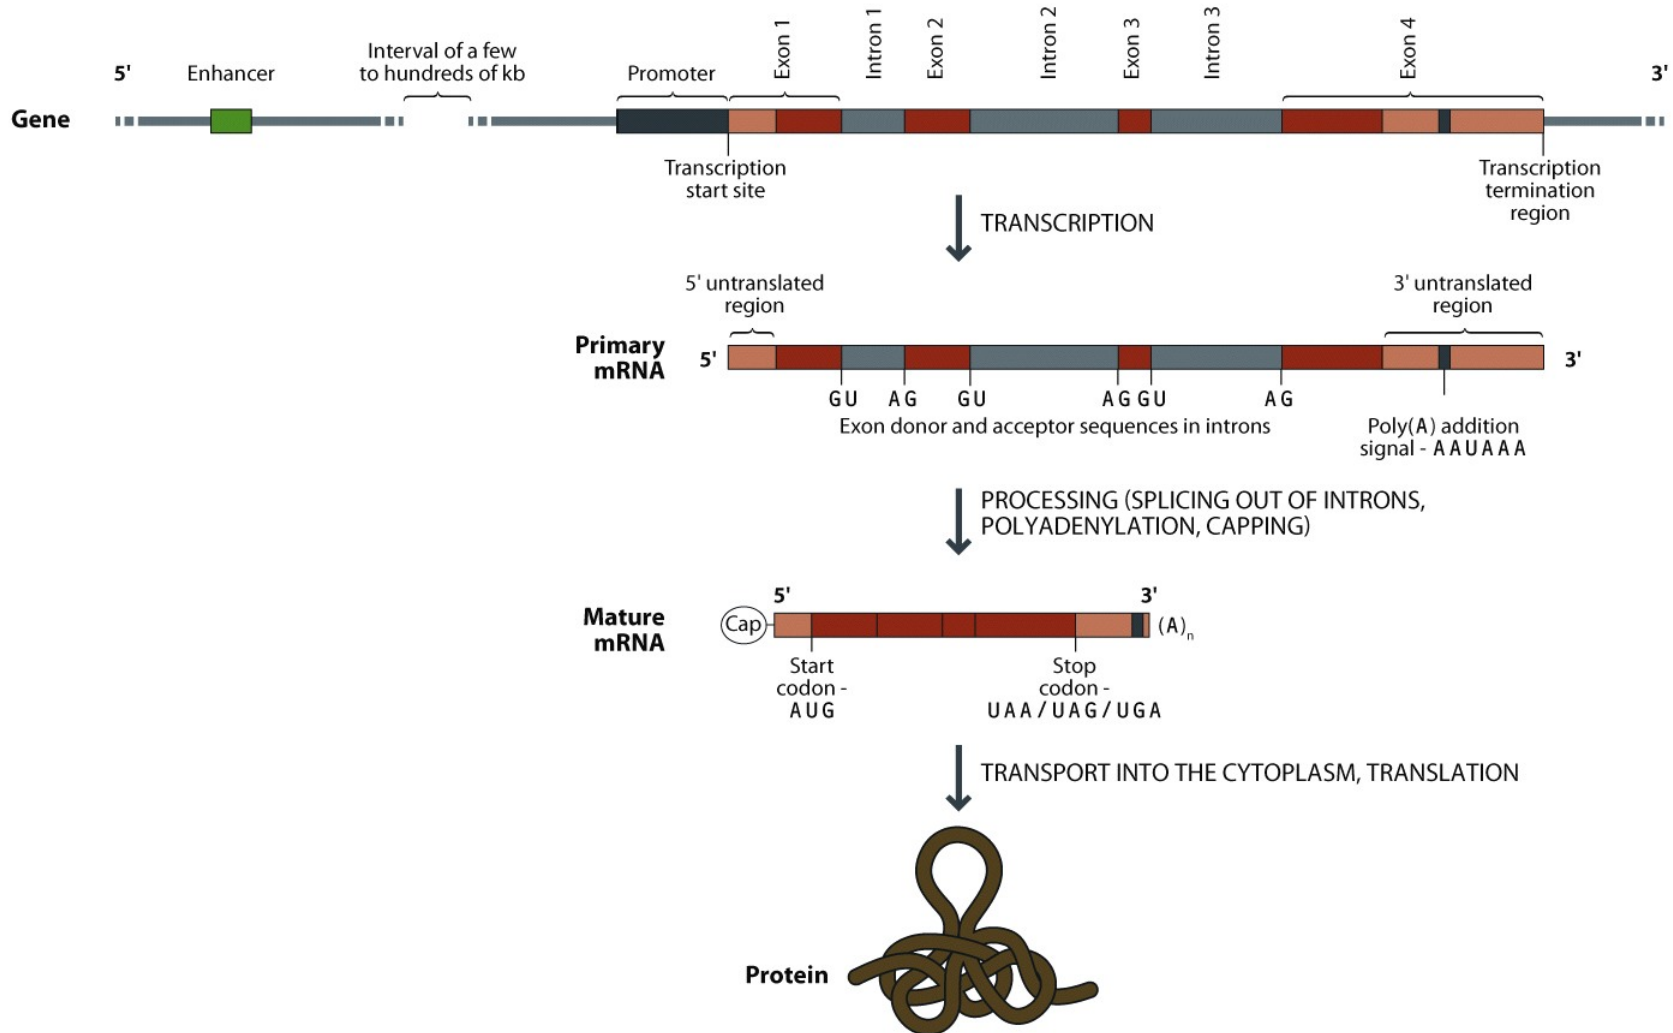 Interval of a few
to hundreds of kb
5'
Enhancer
Promoter
Exon 1
Intron 1
Exon 2
Intron 2
Exon 3
Intron 3
Exon 4
3'
Gene
Transcription
start site
Transcription
termination
region
TRANSCRIPTION
5' untranslated
region
3' untranslated
region
Primary
mRNA
5'
3'
GU
AG
GU
AG GU
AG
Exon donor and acceptor sequences in introns
Poly(A) addition
signal - AAUAAA
PROCESSING (SPLICING OUT OF INTRONS,
POLYADENYLATION, CAPPING)
5'
3'
Mature
mRNA
Cap
(A)n
Start
codon -
AUG
Stop
codon -
UAA/UAG/UGA
TRANSPORT INTO THE CYTOPLASM, TRANSLATION
Protein